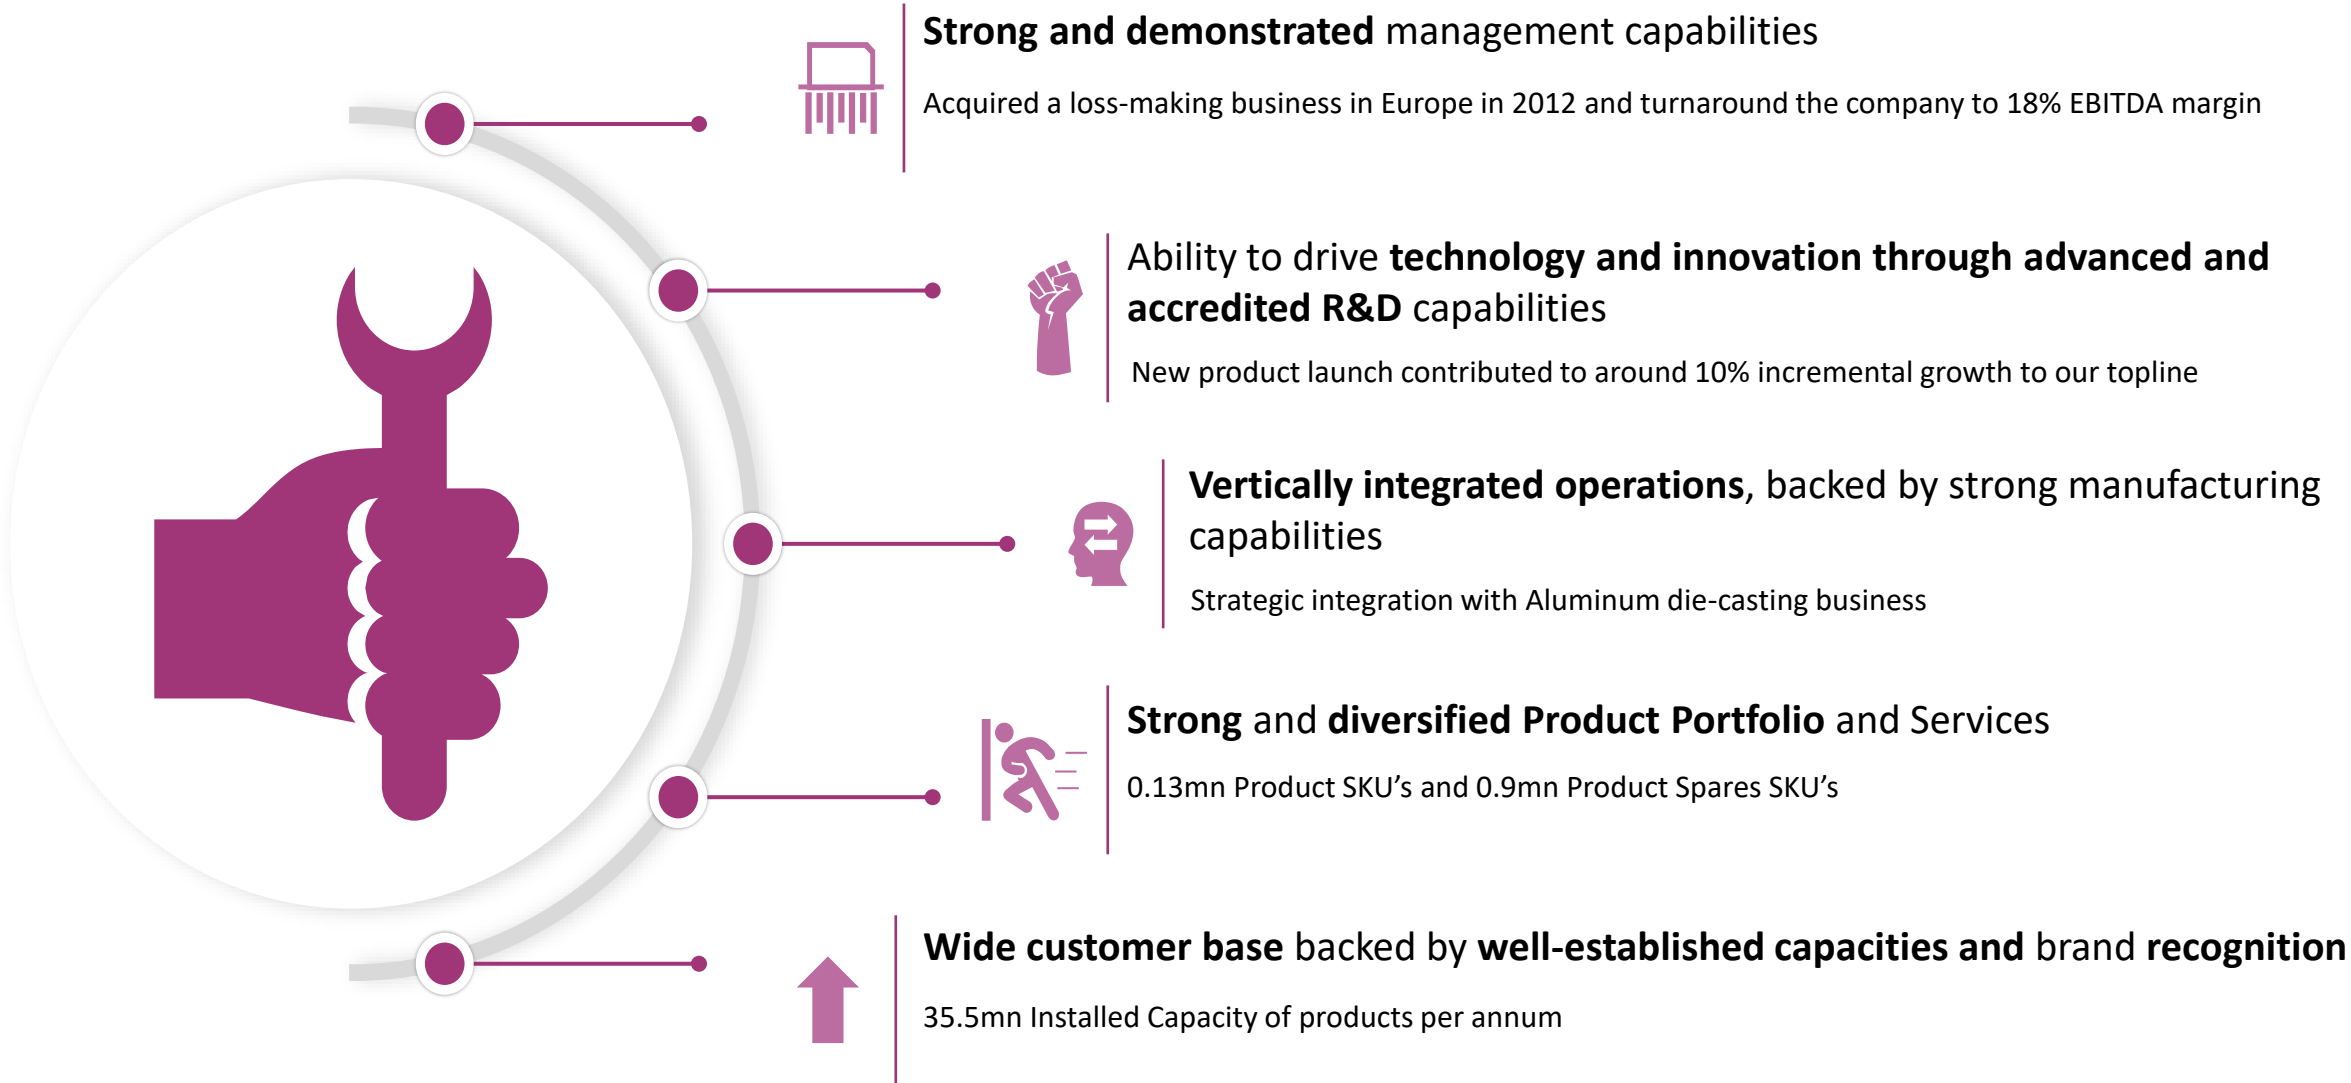 Strong and demonstrated management capabilities
Acquired a loss-making business in Europe in 2012 and turnaround the company to 18% EBITDA margin
Ability to drive technology and innovation through advanced and
accredited R&D capabilities
New product launch contributed to around 10% incremental growth to our topline
Vertically integrated operations, backed by strong manufacturing
capabilities
Strategic integration with Aluminum die-casting business
Strong and diversified Product Portfolio and Services
0.13mn Product SKU’s and 0.9mn Product Spares SKU’s
Wide customer base backed by well-established capacities and brand recognition
35.5mn Installed Capacity of products per annum